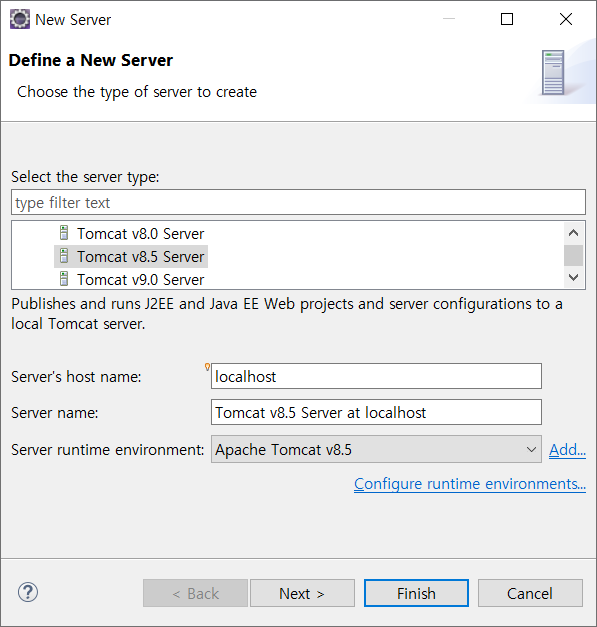 New Server
Define a New Server
Choose the type of server to create
Select the server type:
type filter text
Tomcat v8.0 Server
Tomcat v8.5 Server
Tomcat v9.0 Server
Publishes and runs J2EE and Java EE Web projects and server configurations to a
local Tomcat server.
Server's host name: localhost
Server name: Tomcat v8.5 Server at localhost
Server runtime environment: Apache Tomcat v8.5 Add...
Configure runtime environments...
? < Back Next > Finish Cancel